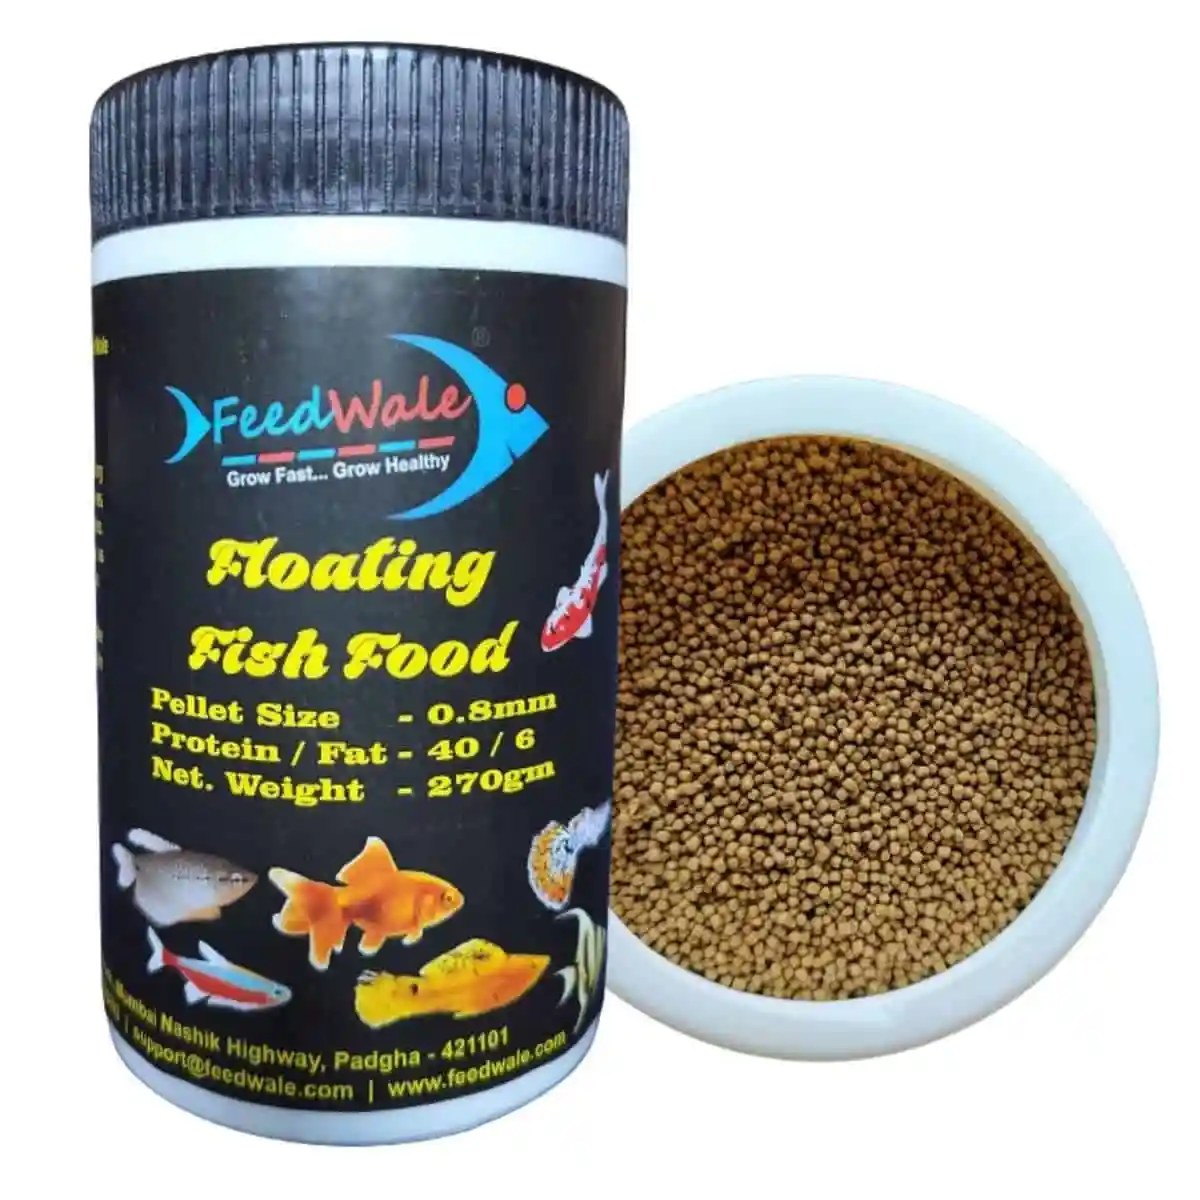 FeedWale
®
Grow Fast... Grow Healthy
Floating
Fish Food
Pellet Size - 0.8mm
Protein / Fat - 40 / 6
Net. Weight - 270gm
Mumbai Nashik Highway, Padgha - 421101
| support@feedwale.com | www.feedwale.com